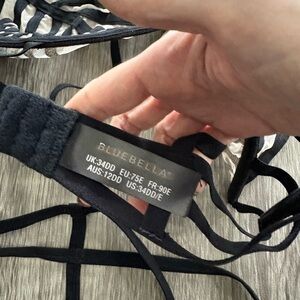 BLUEBELLA
UK:34DD EU:75E FR:90E
AUS:12DD US:34DD/E